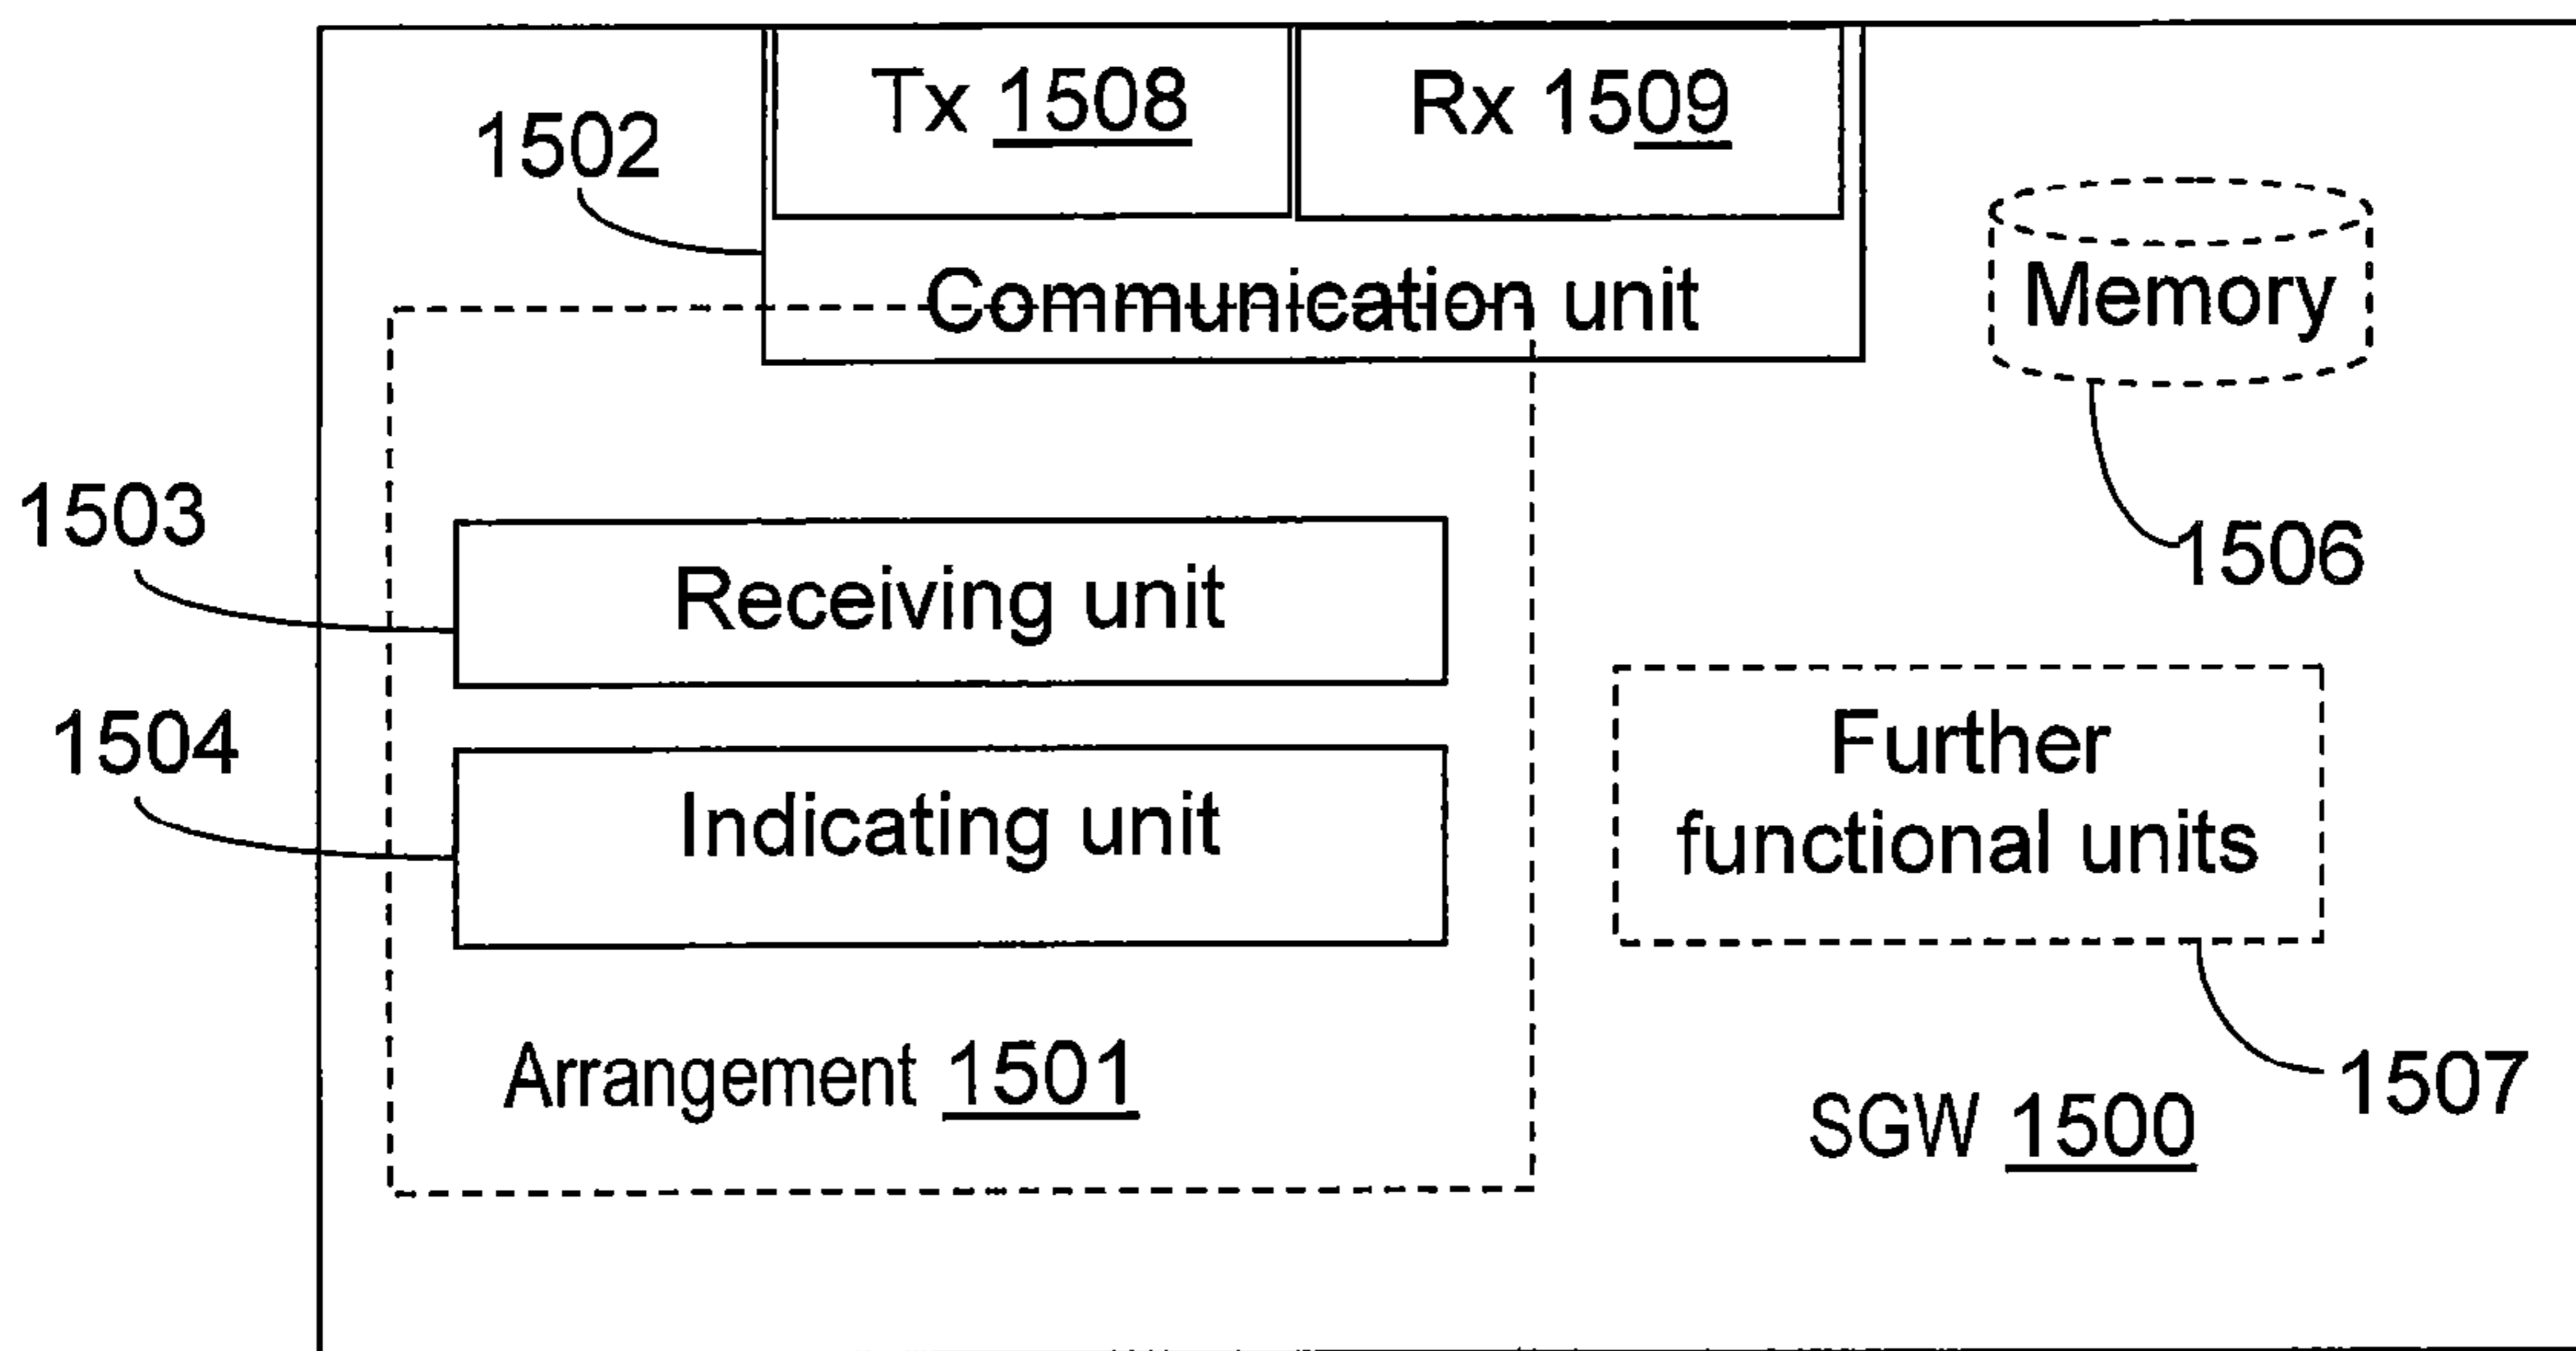 Tx 1508
Rx 1509
1502
Communication unit
Memory
1503
Receiving unit
1506
1504
Indicating unit
Further
functional units
Arrangement 1501
1507
SGW 1500